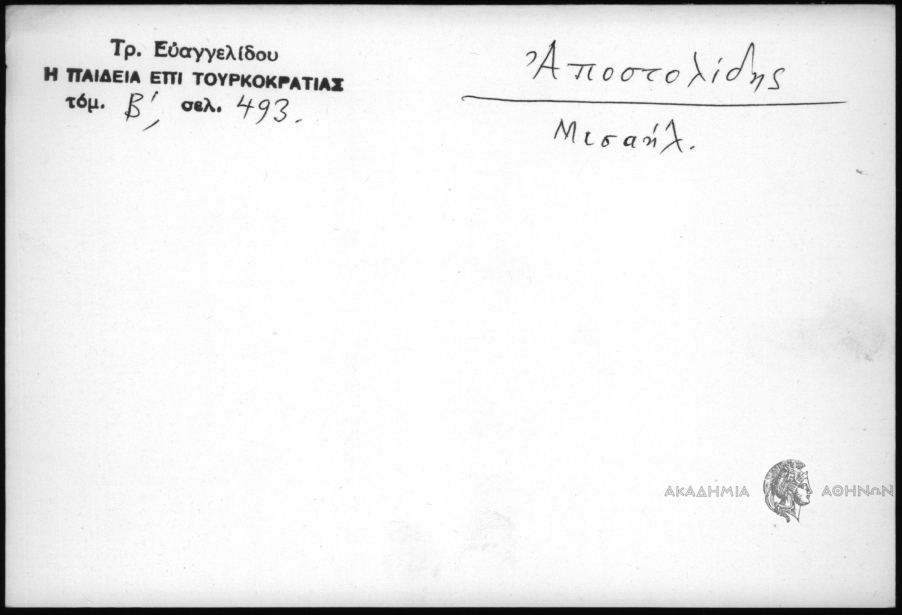 Τρ. Εὐαγγελίδου
Η ΠΑΙΔΕΙΑ ΕΠΙ ΤΟΥΡΚΟΚΡΑΤΙΑΣ
τόμ. Β', σελ. 493.
Ἀποστολίδης
Μισαήλ.
ΑΚΑΔΗΜΙΑ ΑΘΗΝΩΝ